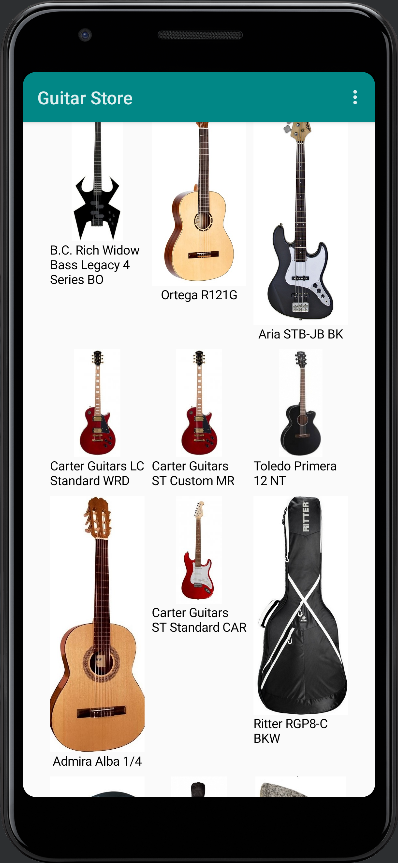 Guitar Store
B.C. Rich Widow
Bass Legacy 4
Series BO
Ortega R121G
Aria STB-JB BK
Carter Guitars LC
Standard WRD
Carter Guitars
ST Custom MR
Toledo Primera
12 NT
Admira Alba 1/4
Carter Guitars
ST Standard CAR
RITTER
Ritter RGP8-C
BKW